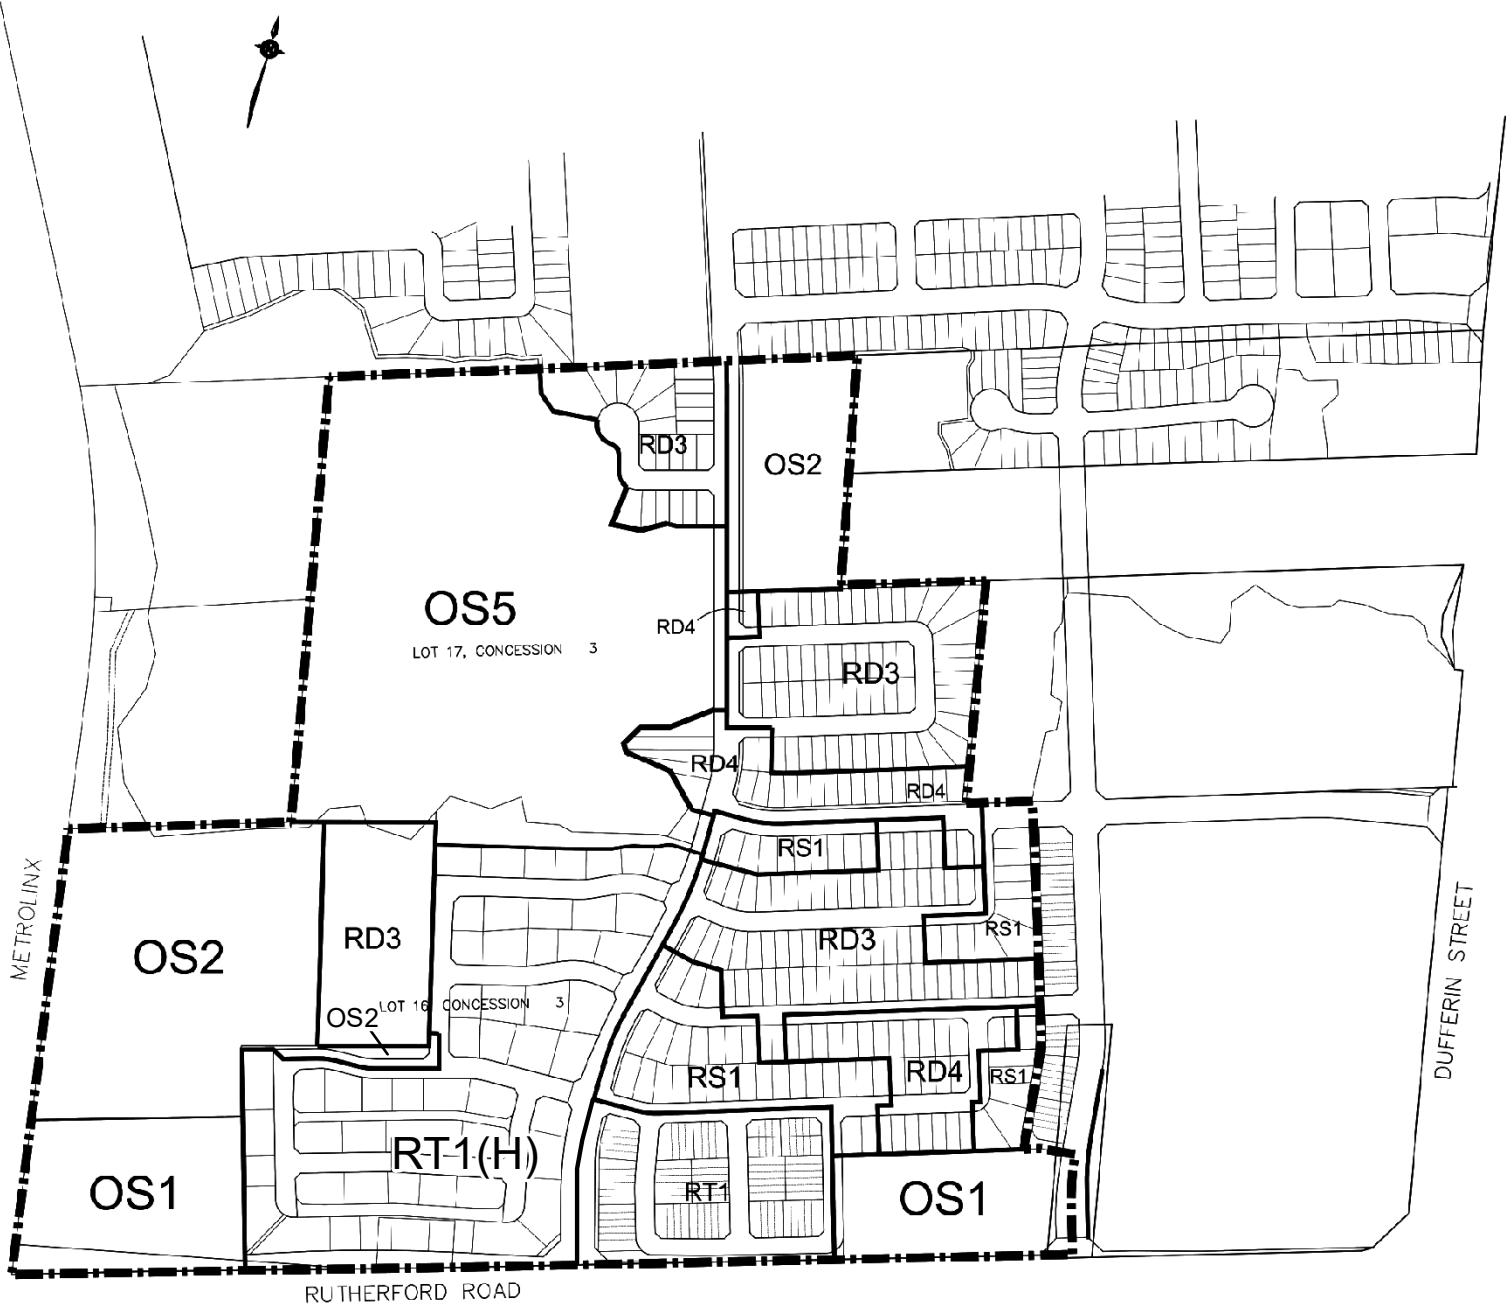 RD3
OS2
OS5
LOT 17, CONCESSION 3
RD4
RD3
RD4
RD4
RS1
METROLINX
OS2
RD3
RD3
RS1
DUFFERIN STREET
LOT 16, CONCESSION 3
OS2
RS1
RD4
RS1
RT1(H)
OS1
RT1
OS1
RUTHERFORD ROAD